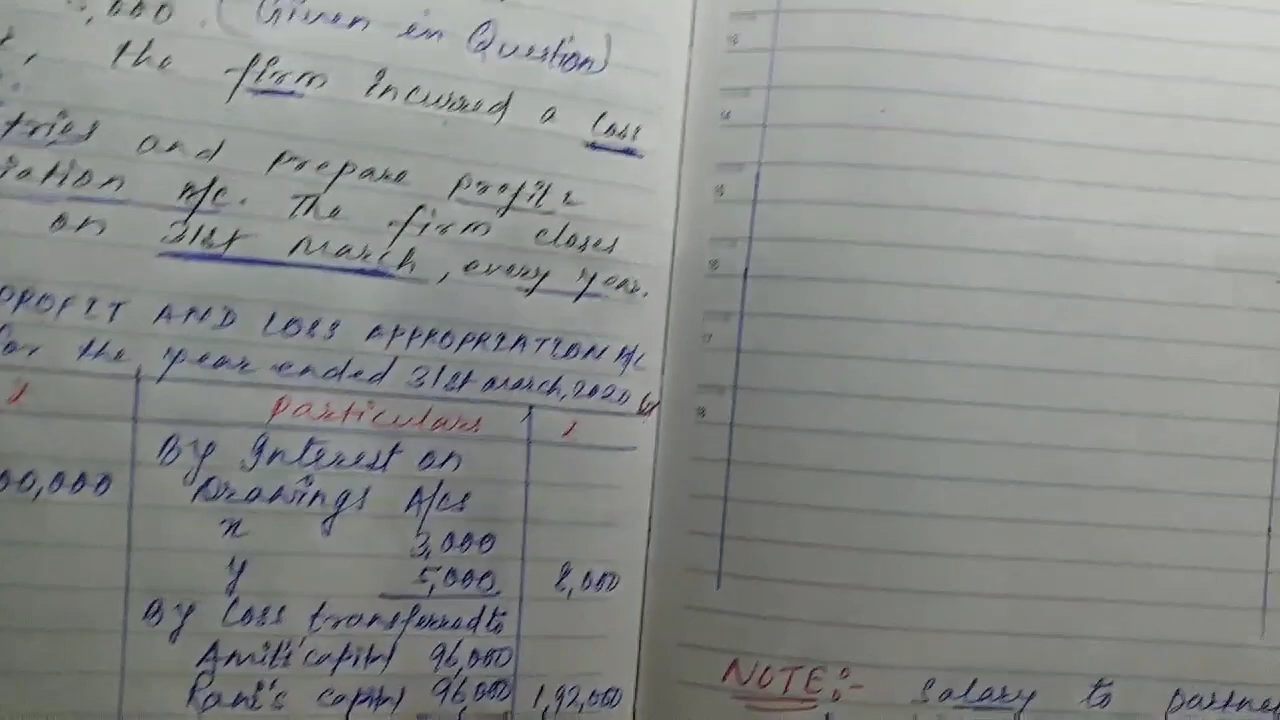 ,000. (Given in Question)
, the firm incurred a loss
tries and prepare profit &
iation A/c. The firm closes
on 31st March, every year.
PROFIT AND LOSS APPROPRIATION A/c
for the year ended 31st March, 2020
particulars
By Interest on
00,000 Drawings A/cs
x 3,000
y 5,000 8,000
By Loss transferred to
Amit's capital 96,000
Rani's capital 96,000 1,92,000
NOTE:- Salary to partne